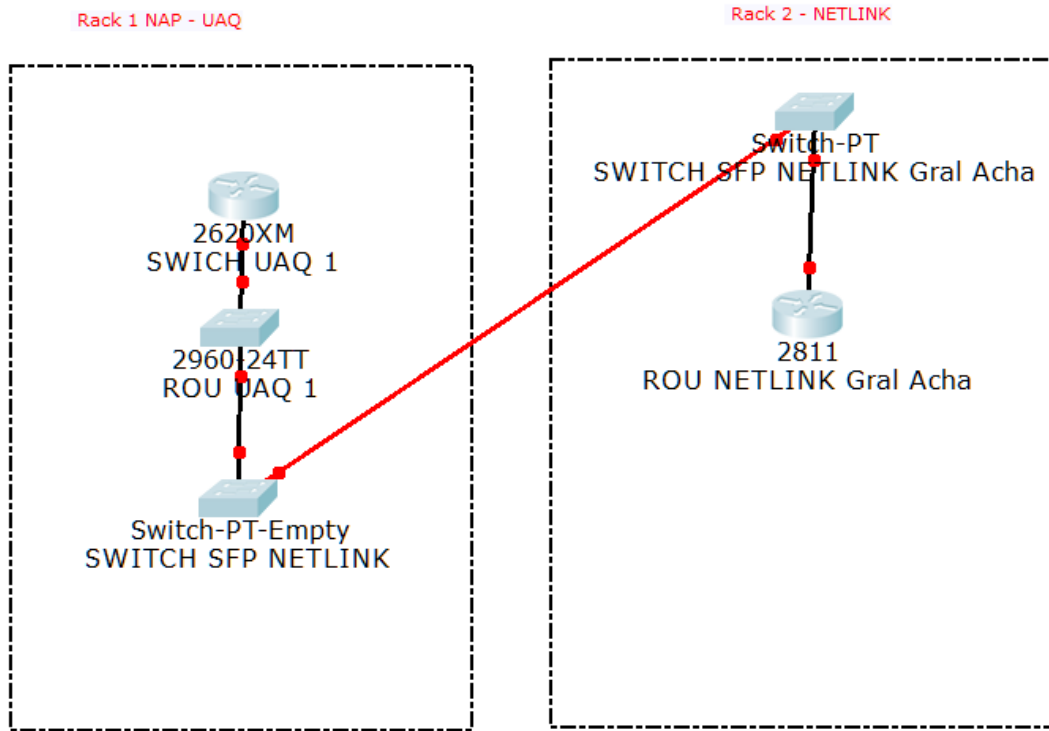 Rack 1 NAP - UAQ
Rack 2 - NETLINK
2620XM
SWICH UAQ 1
2960-24TT
ROU UAQ 1
Switch-PT-Empty
SWITCH SFP NETLINK
Switch-PT
SWITCH SFP NETLINK Gral Acha
2811
ROU NETLINK Gral Acha